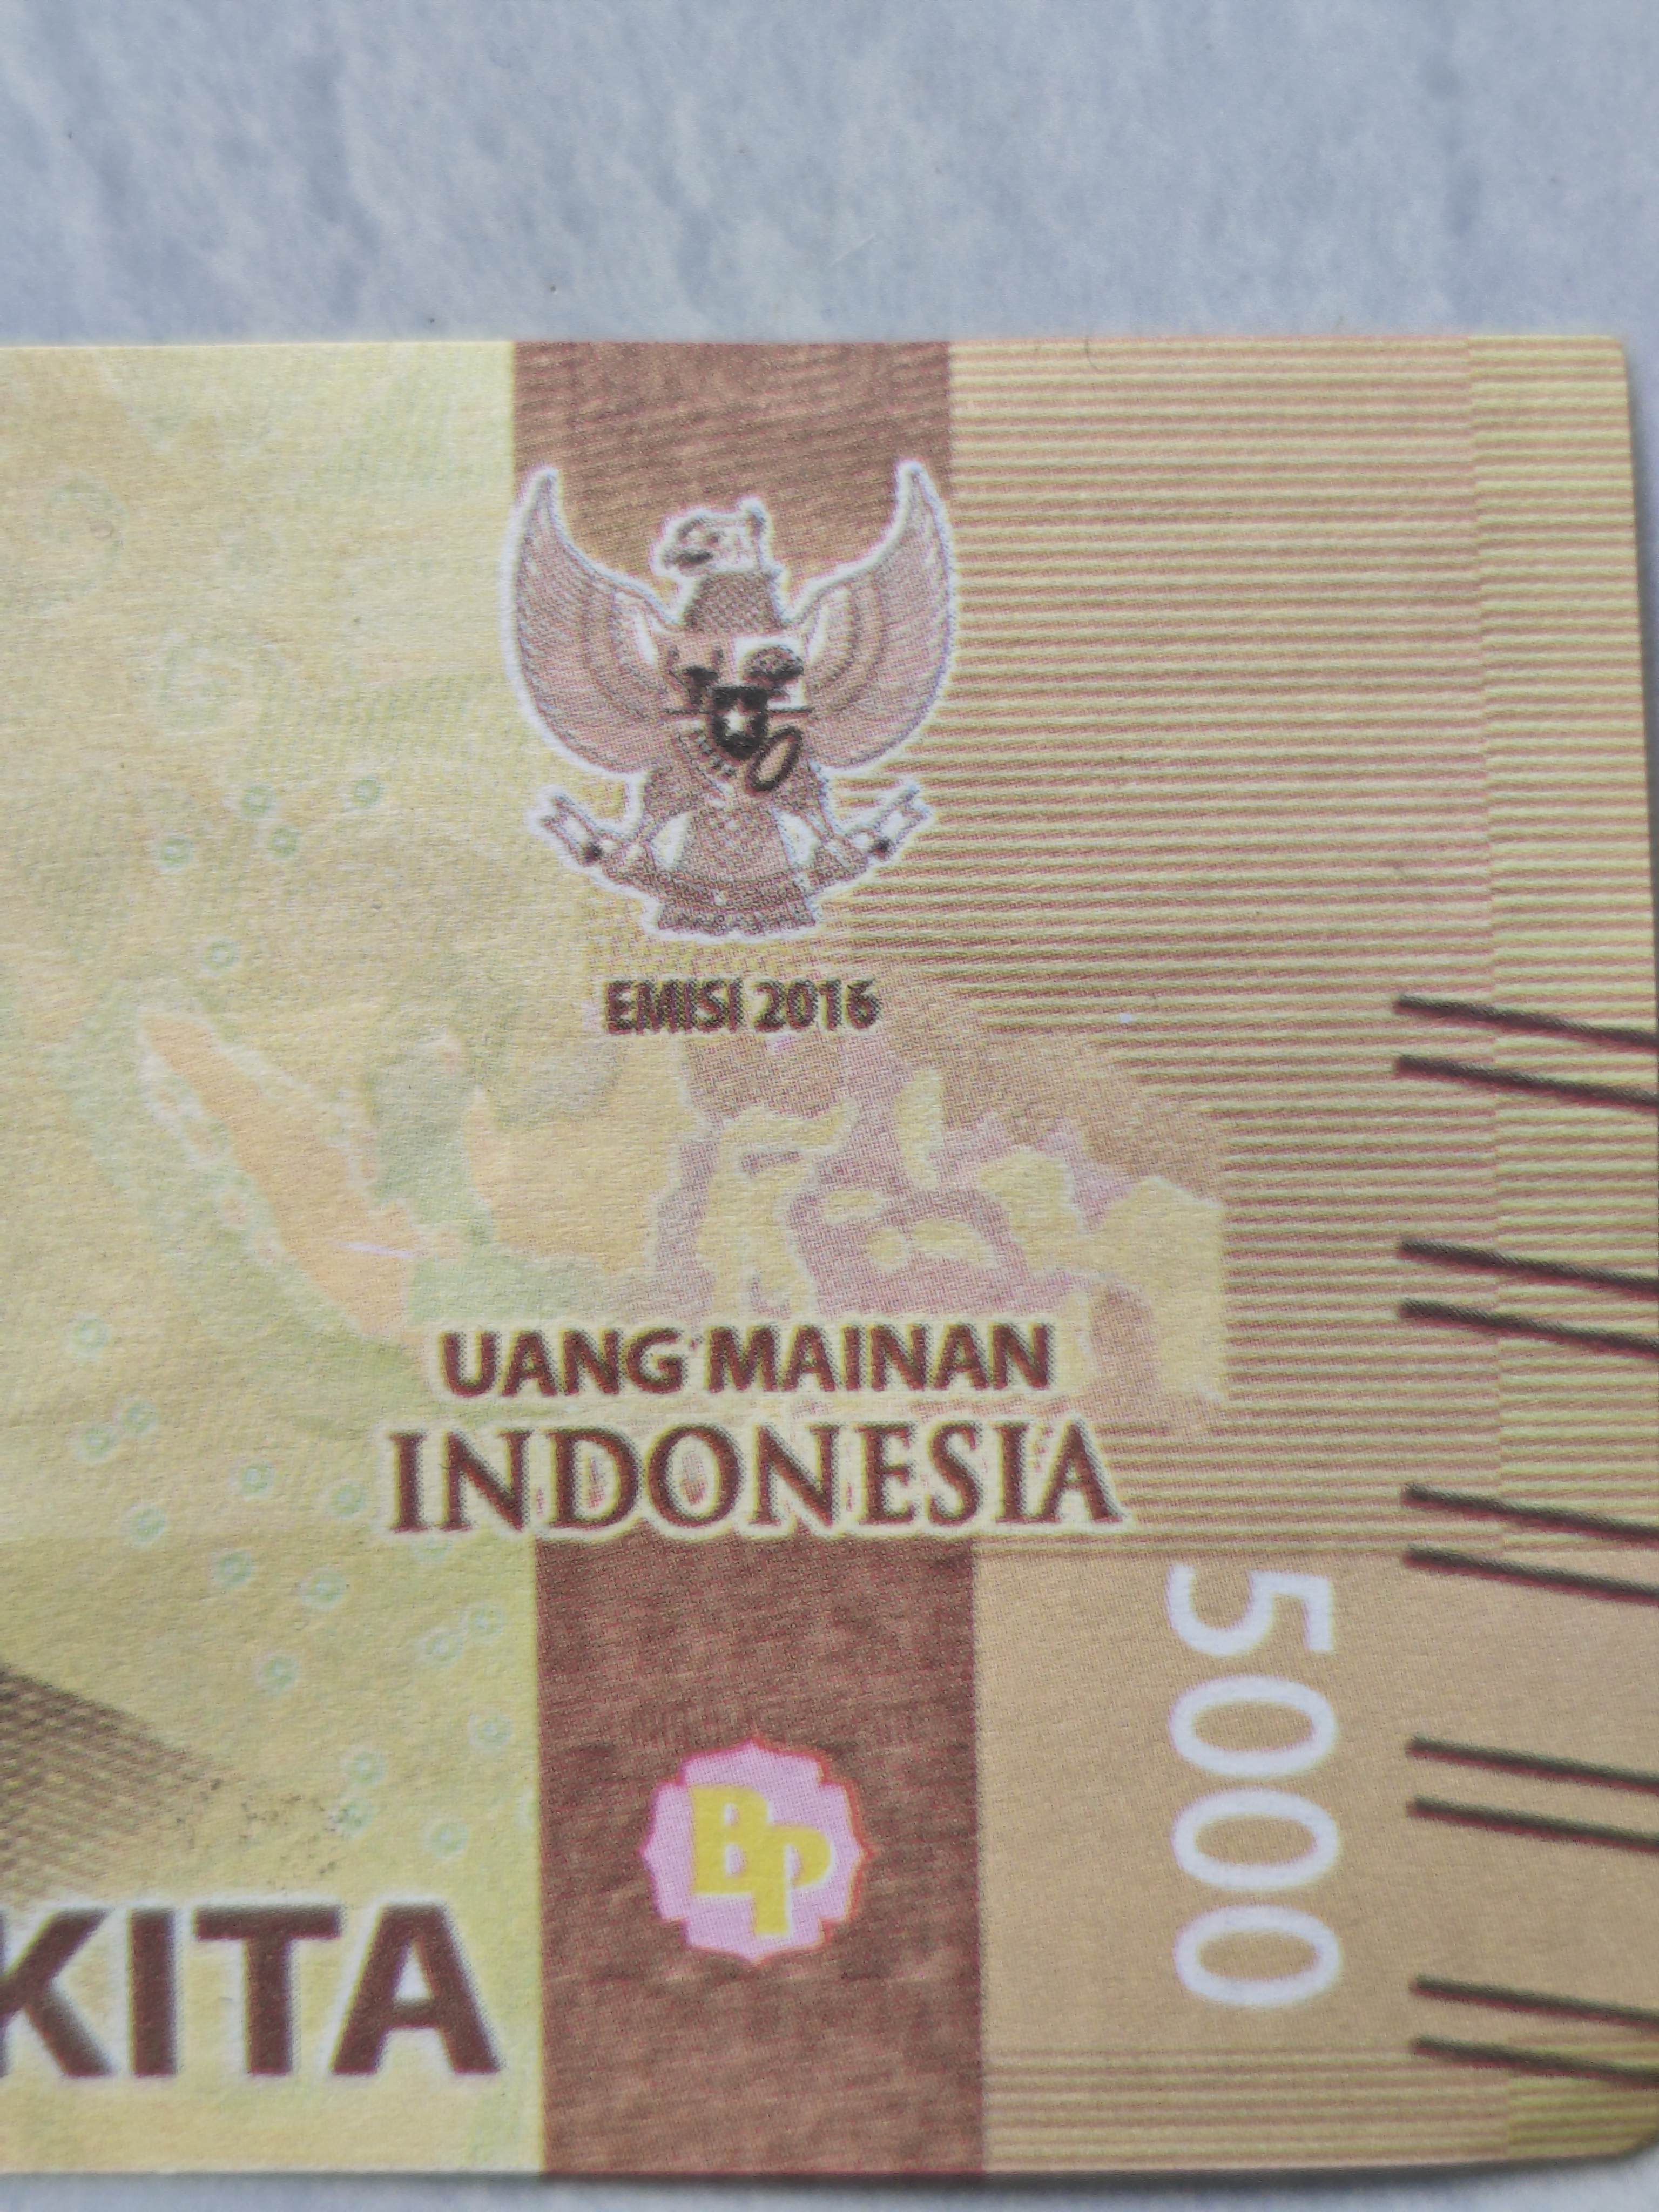 EMISI 2016
UANG MAINAN
INDONESIA
5000
BP
KITA